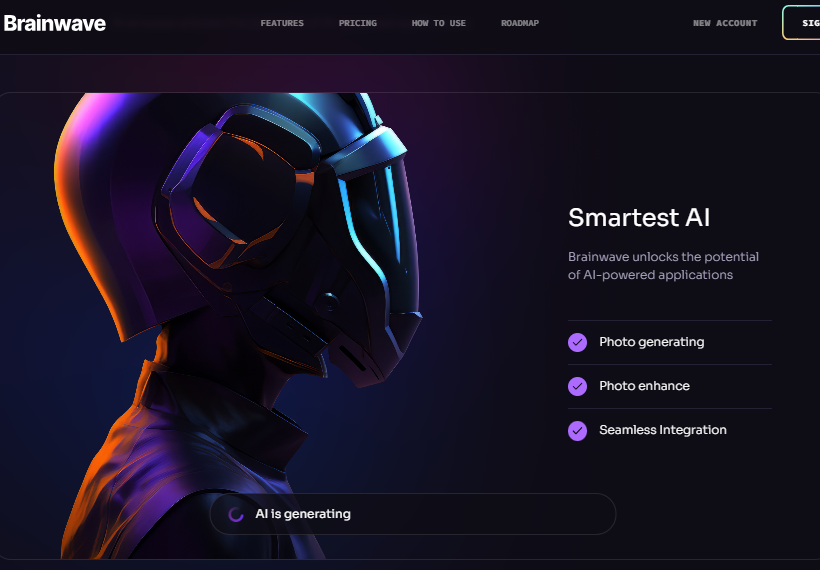 Brainwave
FEATURES
PRICING
HOW TO USE
ROADMAP
NEW ACCOUNT
SIG
Smartest AI
Brainwave unlocks the potential
of AI-powered applications
Photo generating
Photo enhance
Seamless Integration
AI is generating